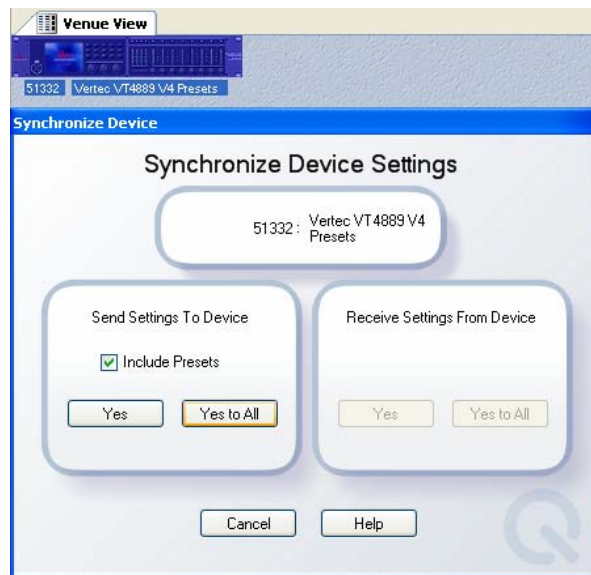 Venue View
51332 Vertec VT4889 V4 Presets
Synchronize Device
Synchronize Device Settings
51332 : Vertec VT4889 V4
Presets
Send Settings To Device
Include Presets
Yes Yes to All
Receive Settings From Device
Yes Yes to All
Cancel Help